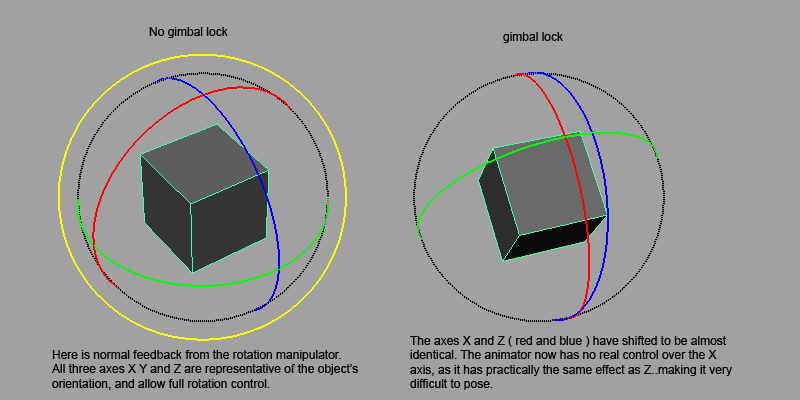 No gimbal lock
Here is normal feedback from the rotation manipulator.
All three axes X Y and Z are representative of the object's
orientation, and allow full rotation control.
gimbal lock
The axes X and Z ( red and blue ) have shifted to be almost
identical. The animator now has no real control over the X
axis, as it has practically the same effect as Z..making it very
difficult to pose.